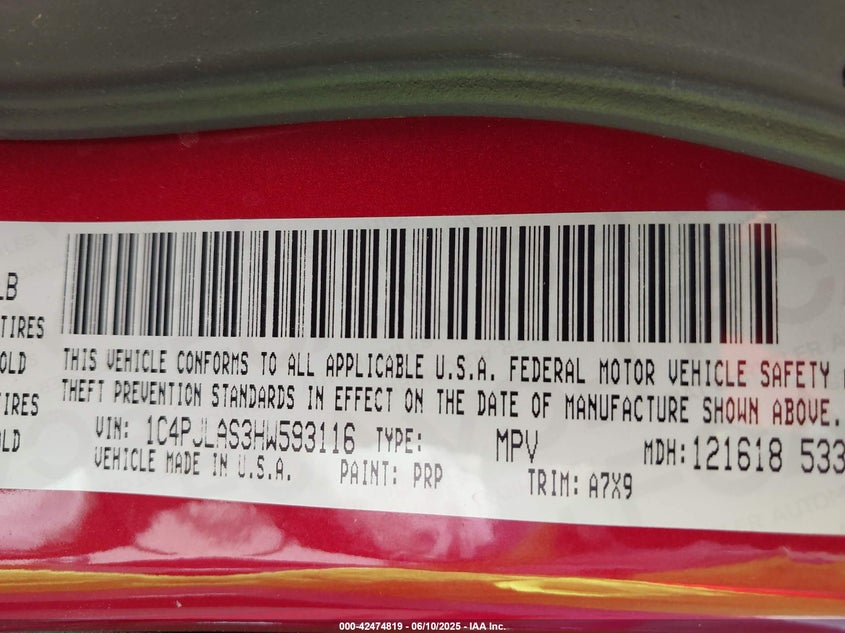 LB
TIRES
OLD
TIRES
OLD
THIS VEHICLE CONFORMS TO ALL APPLICABLE U.S.A. FEDERAL MOTOR VEHICLE SAFETY
THEFT PREVENTION STANDARDS IN EFFECT ON THE DATE OF MANUFACTURE SHOWN ABOVE.
VIN: 1C4PJLAS3HW593116 TYPE: MPV MDH: 121618 533
VEHICLE MADE IN U.S.A. PAINT: PRP TRIM: A7X9
000-42474819 - 06/10/2025 - IAA Inc.